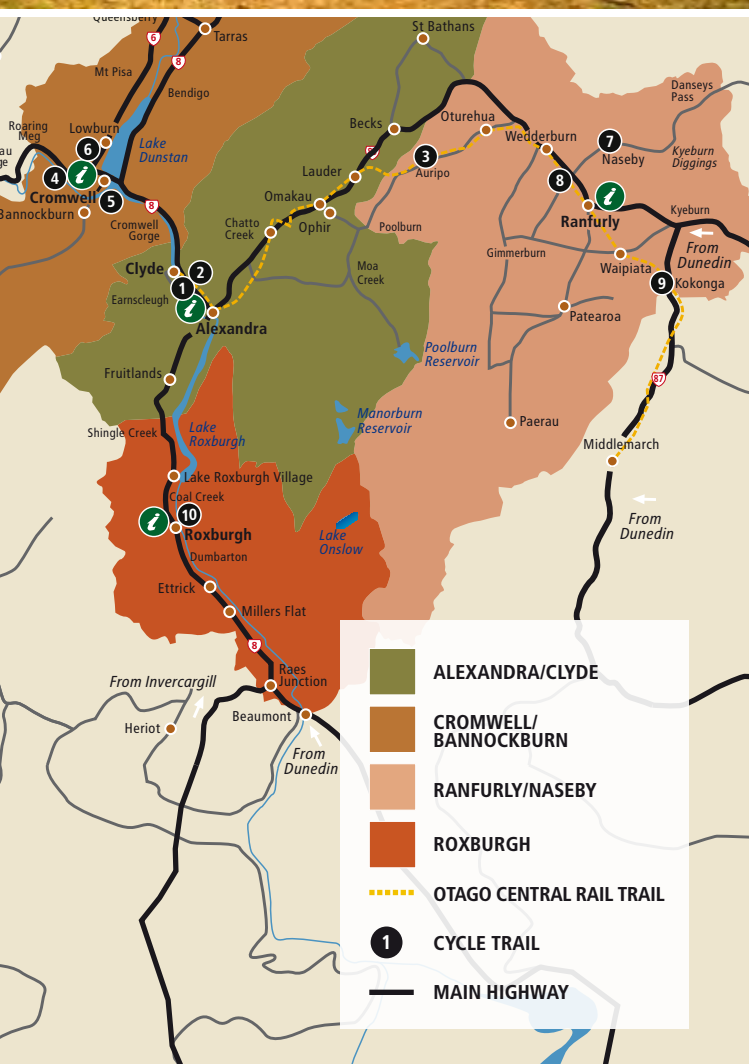 Queensberry
6
Tarras
St Bathans
8
Mt Pisa
Bendigo
Danseys
Pass
Roaring
Meg
Lowburn
6
Lake
Dunstan
Becks
Oturehua
Wedderburn
7
Naseby
Kyeburn
Diggings
4
i
Cromwell
5
Bannockburn
8
Cromwell
Gorge
Lauder
3
Auripo
8
i
Ranfurly
Kyeburn
Omakau
Ophir
Chatto
Creek
Poolburn
From
Dunedin
Gimmerburn
Waipiata
Clyde
2
1
Earnscleugh
i
Alexandra
Moa
Creek
9
Kokonga
Patearoa
Poolburn
Reservoir
Fruitlands
87
Manorburn
Reservoir
Paerau
Shingle Creek
Lake
Roxburgh
Middlemarch
Lake Roxburgh Village
Coal Creek
i
10
Roxburgh
Lake
Onslow
From
Dunedin
Dumbarton
Ettrick
Millers Flat
8
Raes
Junction
From Invercargill
Beaumont
Heriot
From
Dunedin
ALEXANDRA/CLYDE
CROMWELL/
BANNOCKBURN
RANFURLY/NASEBY
ROXBURGH
OTAGO CENTRAL RAIL TRAIL
1
CYCLE TRAIL
MAIN HIGHWAY